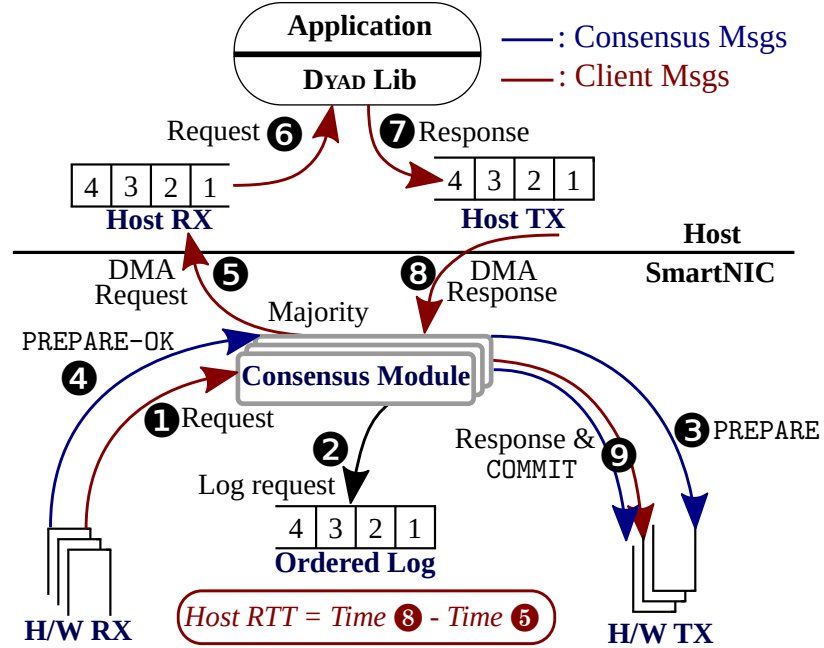 Application
DYAD Lib
: Consensus Msgs
: Client Msgs
Request 6
7 Response
4 3 2 1
Host RX
4 3 2 1
Host TX
Host
SmartNIC
DMA
Request
5
8
DMA
Response
Majority
PREPARE-OK
4
Consensus Module
1 Request
2
Log request
Response &
COMMIT
9
3 PREPARE
4 3 2 1
Ordered Log
H/W RX
Host RTT = Time 8 - Time 5
H/W TX